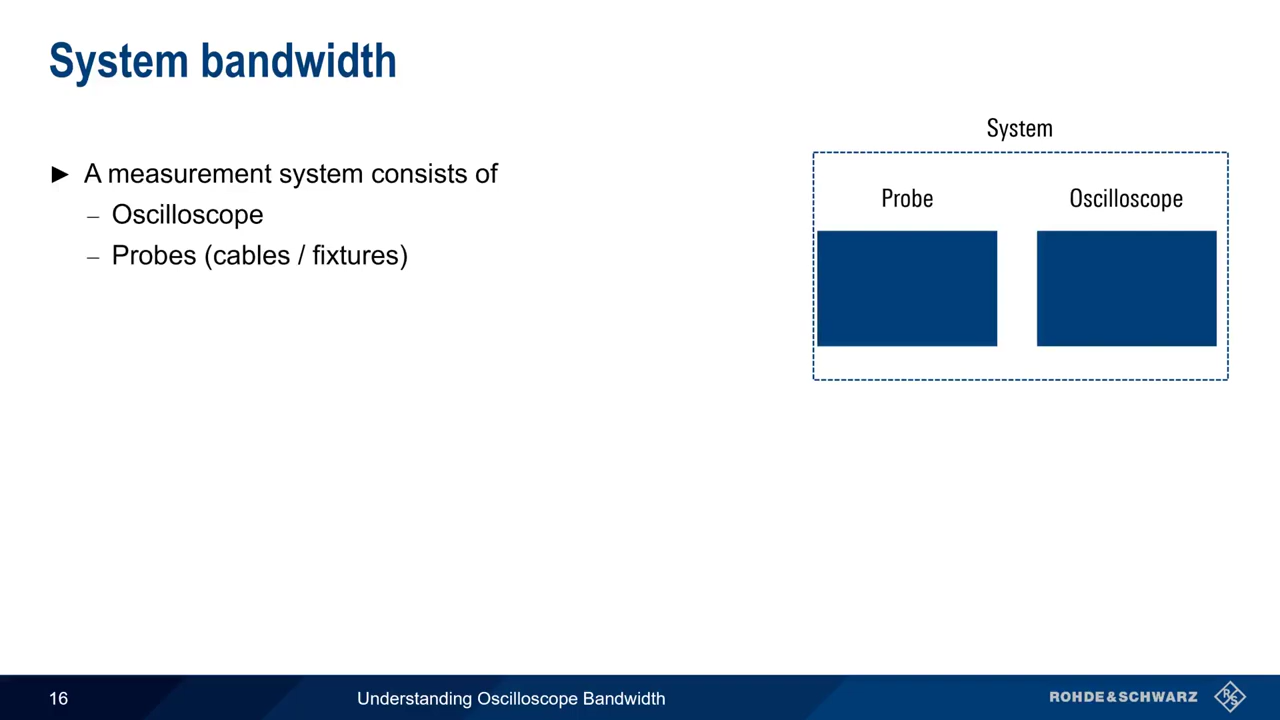 System bandwidth
► A measurement system consists of
– Oscilloscope
– Probes (cables / fixtures)
System
Probe
Oscilloscope
16
Understanding Oscilloscope Bandwidth
ROHDE&SCHWARZ
R
S